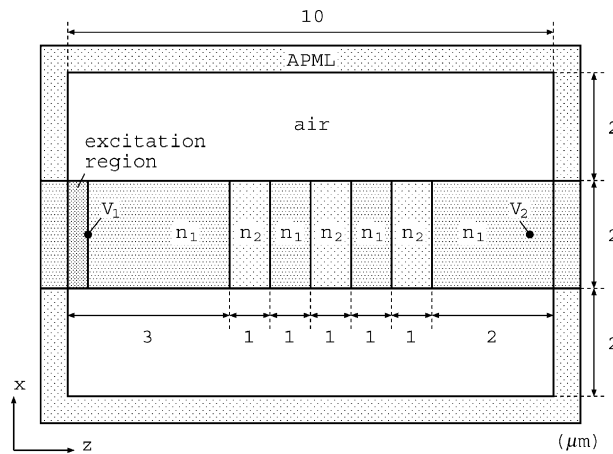 10
APML
air
2
excitation
region
V₁
n₁
n₂
n₁
n₂
n₁
n₂
n₁
V₂
2
3
1
1
1
1
1
2
2
x
z
(μm)